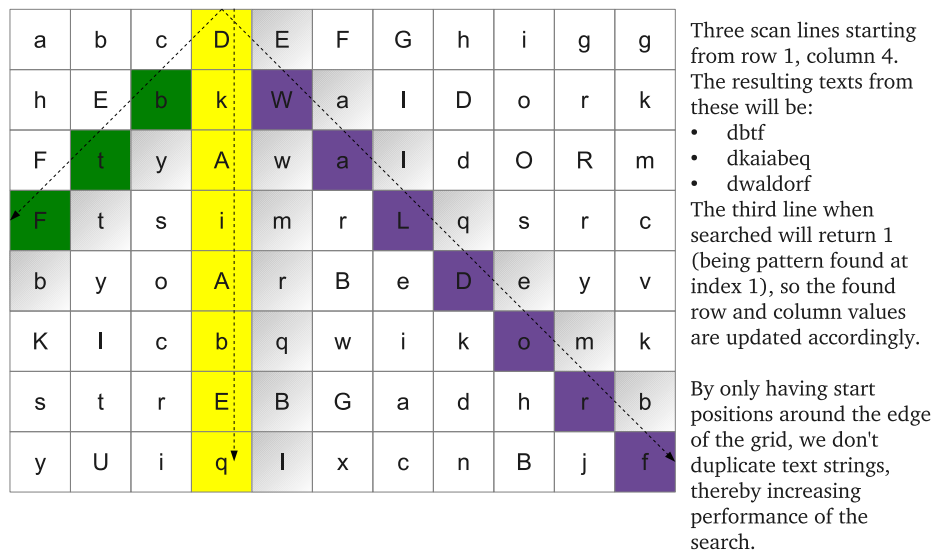 a b c D E F G h i g g
h E b k W a l D o r k
F t y A w a l d O R m
F t s i m r L q s r c
b y o A r B e D e y v
K l c b q w i k o m k
s t r E B G a d h r b
y U i q l x c n B j f
Three scan lines starting
from row 1, column 4.
The resulting texts from
these will be:
• dbtf
• dkaiabeq
• dwaldorf
The third line when
searched will return 1
(being pattern found at
index 1), so the found
row and column values
are updated accordingly.
By only having start
positions around the edge
of the grid, we don't
duplicate text strings,
thereby increasing
performance of the
search.